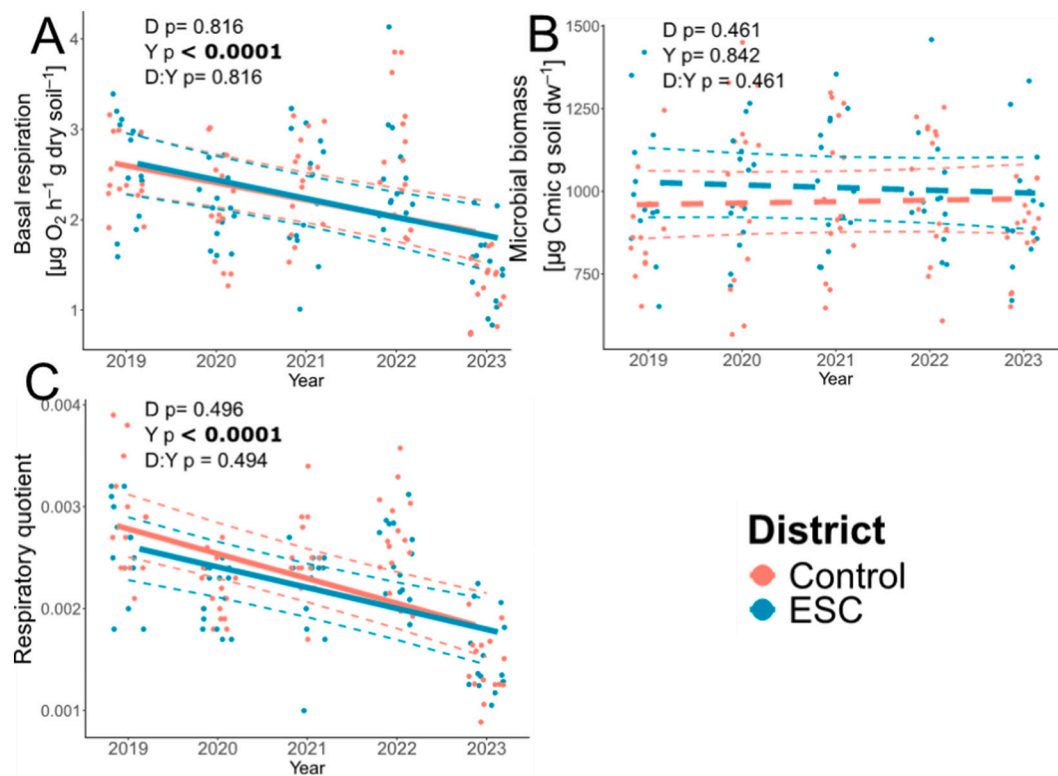 A
D p= 0.816
Y p < 0.0001
D:Y p= 0.816
Basal respiration
[µg O₂ h⁻¹ g dry soil⁻¹)
4
3
2
1
2019 2020 2021 2022 2023
Year
B
D p= 0.461
Y p= 0.842
D:Y p = 0.461
Microbial biomass
[µg Cmic g soil dw⁻¹)
1500
1250
1000
750
2019 2020 2021 2022 2023
Year
C
D p= 0.496
Y p < 0.0001
D:Y p = 0.494
Respiratory quotient
0.004
0.003
0.002
0.001
2019 2020 2021 2022 2023
Year
District
Control
ESC